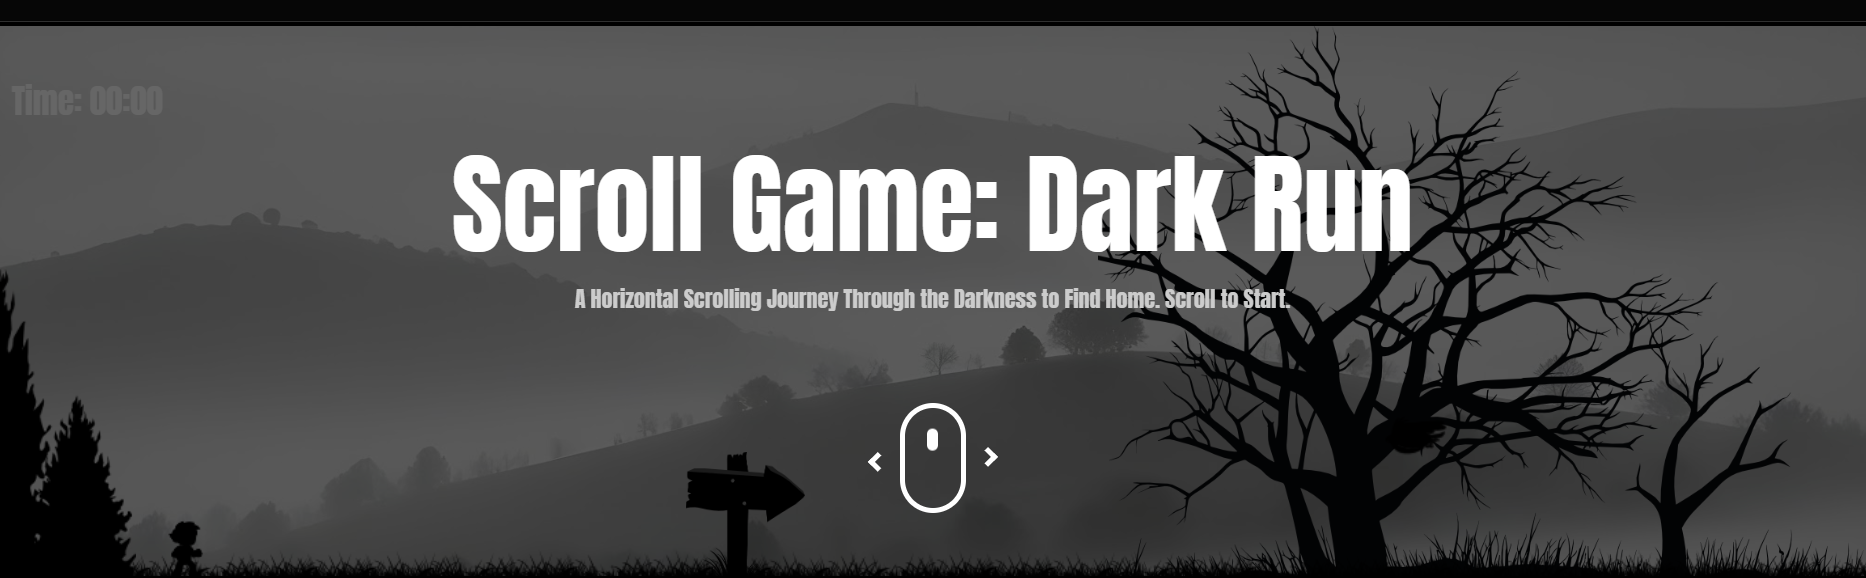 Time: 00:00
Scroll Game: Dark Run
A Horizontal Scrolling Journey Through the Darkness to Find Home. Scroll to Start.